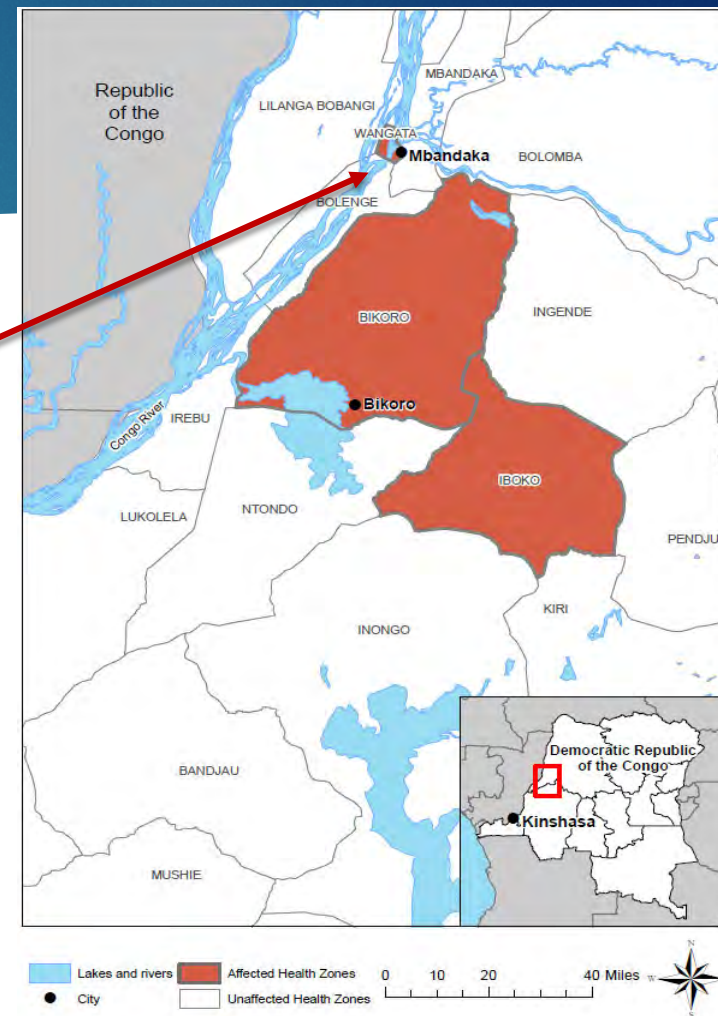 Republic
of the
Congo
MBANDAKA
LILANGA BOBANGI
WANGATA
Mbandaka
BOLOMBA
BOLENGE
BIKORO
INGENDE
Bikoro
Congo River
IREBU
IBOKO
LUKOLELA
NTONDO
PENDJU
KIRI
INONGO
Democratic Republic
of the Congo
BANDJAU
Kinshasa
MUSHIE
Lakes and rivers
Affected Health Zones
0 10 20 40 Miles
City
Unaffected Health Zones
N
W
E
S